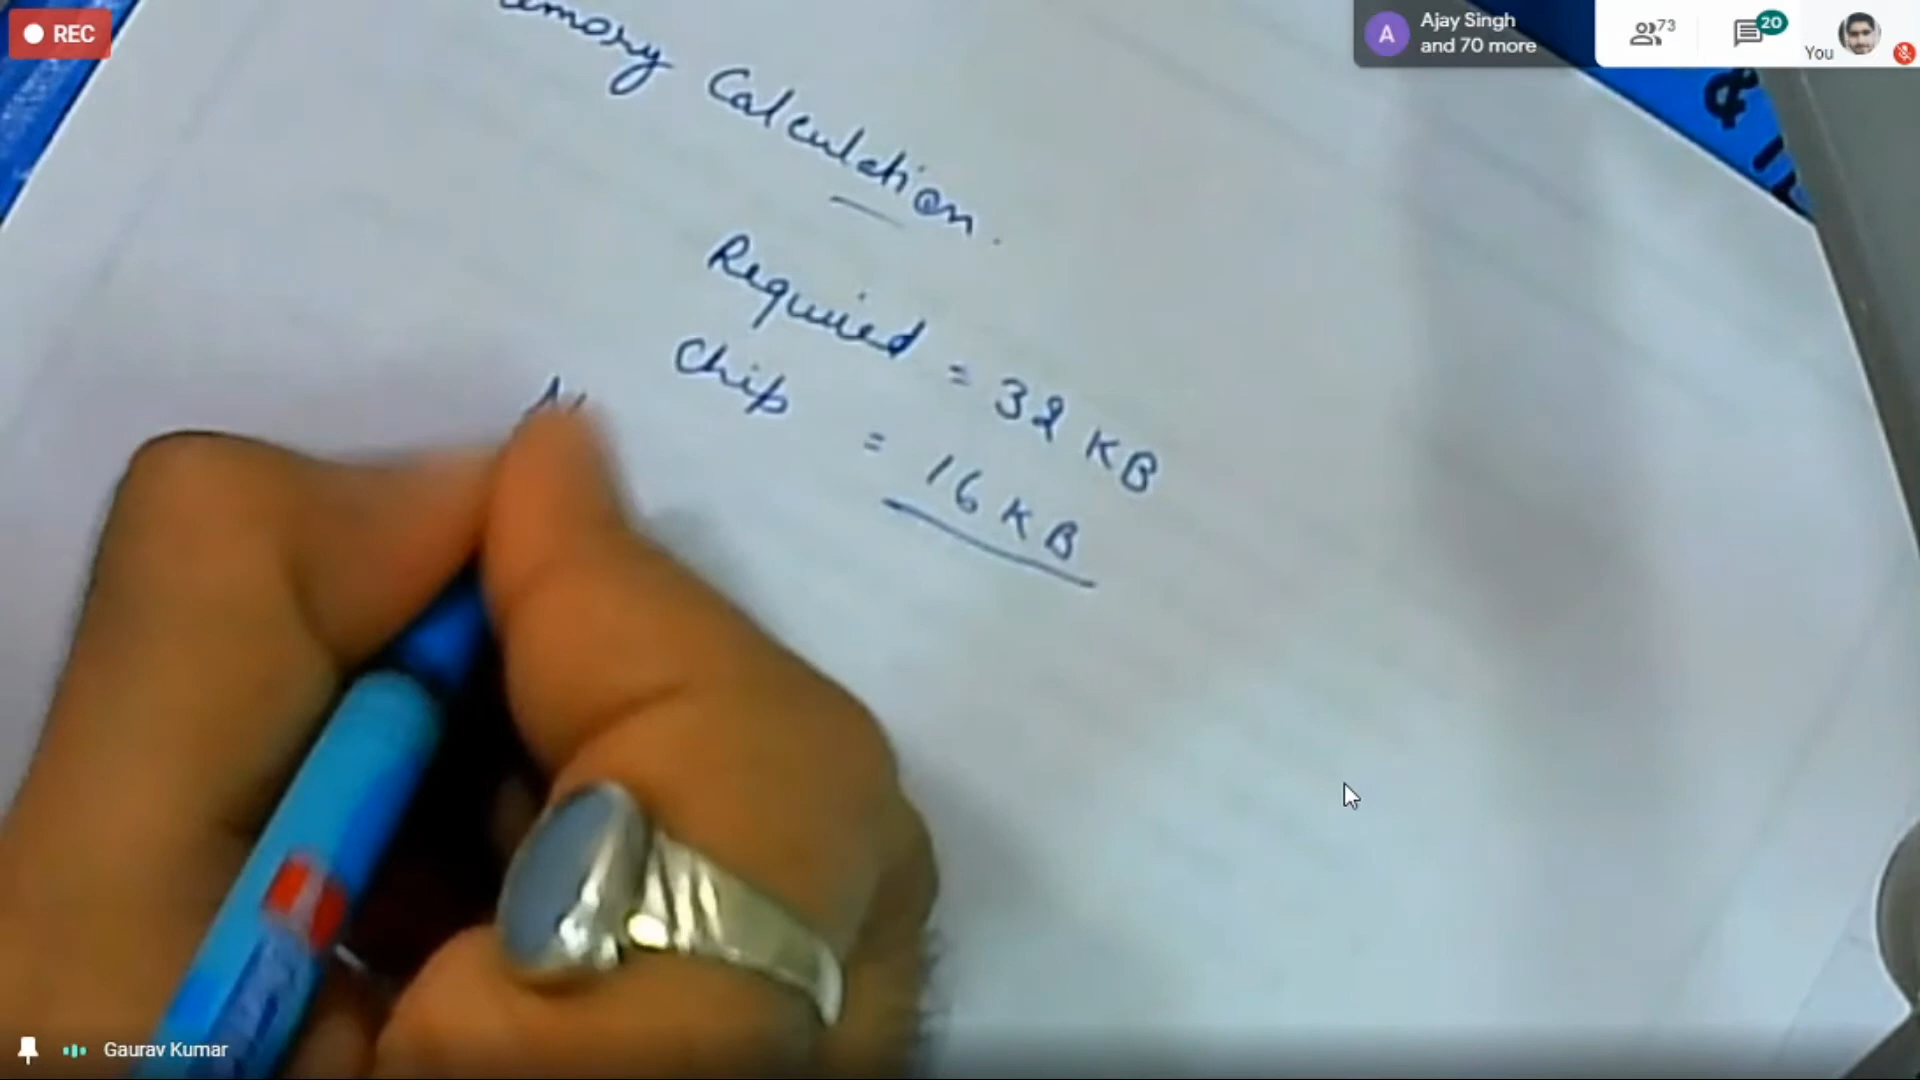 REC
Ajay Singh
and 70 more
73
20
You
Calculation.
Required = 32 KB
Chip = 16 KB
Gaurav Kumar